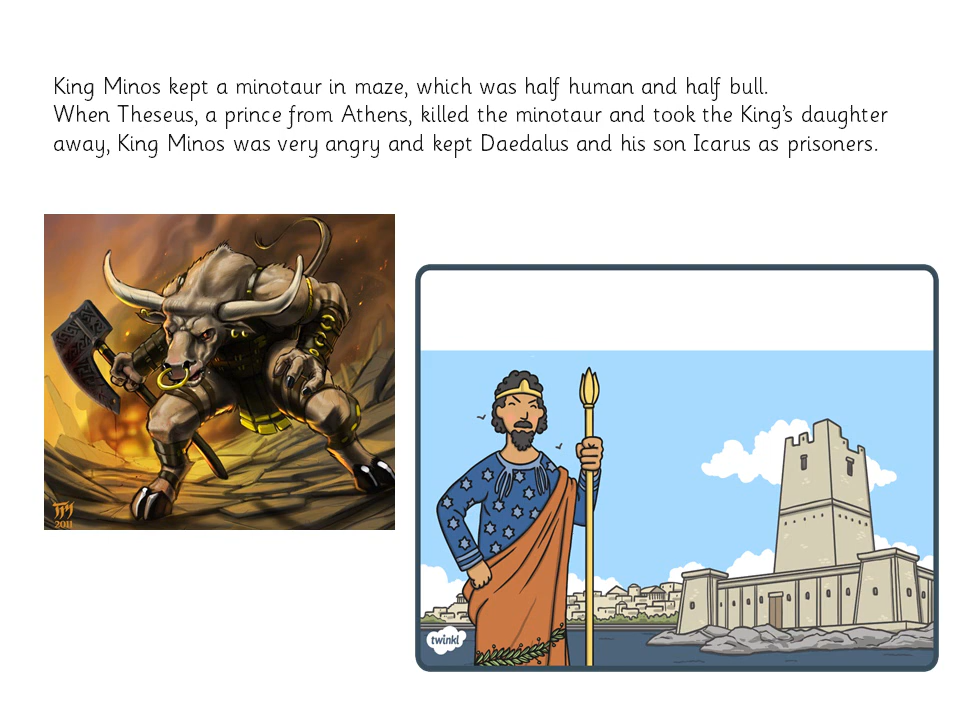 King Minos kept a minotaur in maze, which was half human and half bull.
When Theseus, a prince from Athens, killed the minotaur and took the King's daughter
away, King Minos was very angry and kept Daedalus and his son Icarus as prisoners.
2011
twinkl